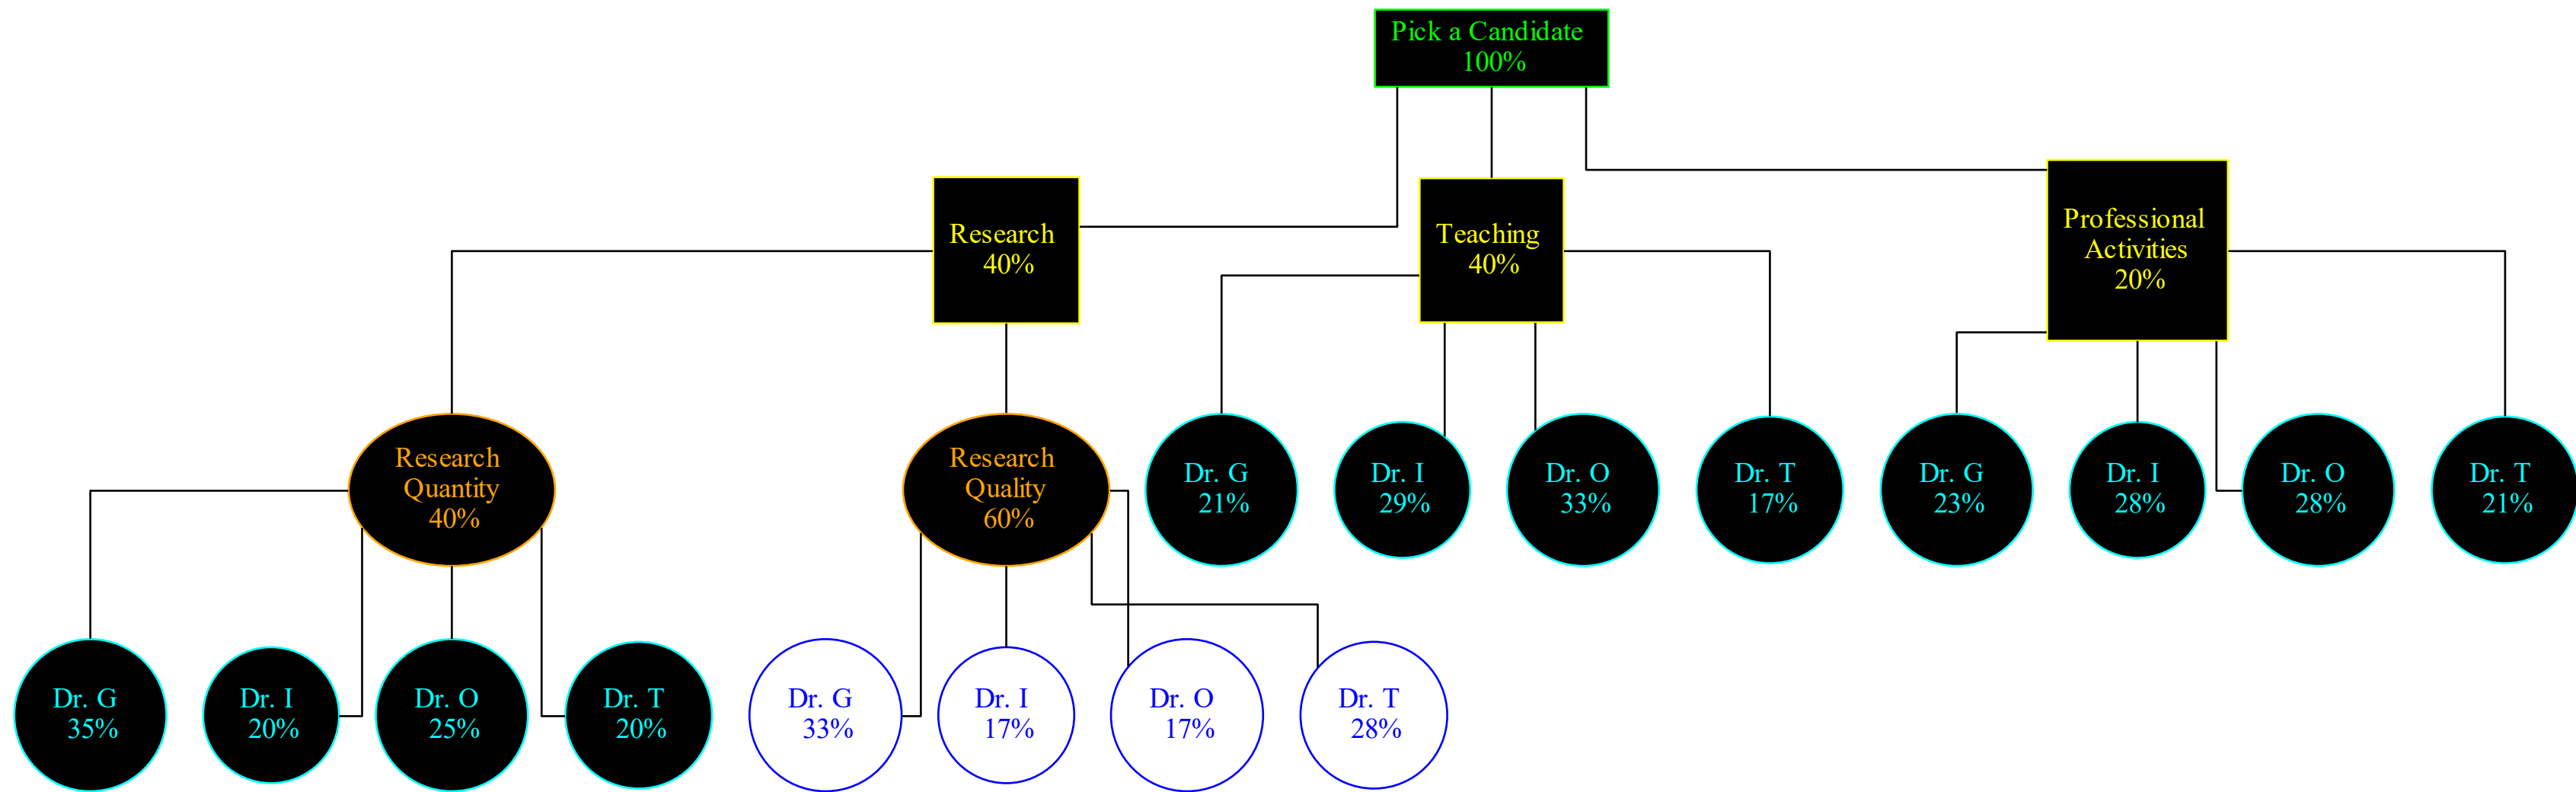 Pick a Candidate
100%
Research
40%
Teaching
40%
Professional
Activities
20%
Research
Quantity
40%
Research
Quality
60%
Dr. G
21%
Dr. I
29%
Dr. O
33%
Dr. T
17%
Dr. G
23%
Dr. I
28%
Dr. O
28%
Dr. T
21%
Dr. G
35%
Dr. I
20%
Dr. O
25%
Dr. T
20%
Dr. G
33%
Dr. I
17%
Dr. O
17%
Dr. T
28%